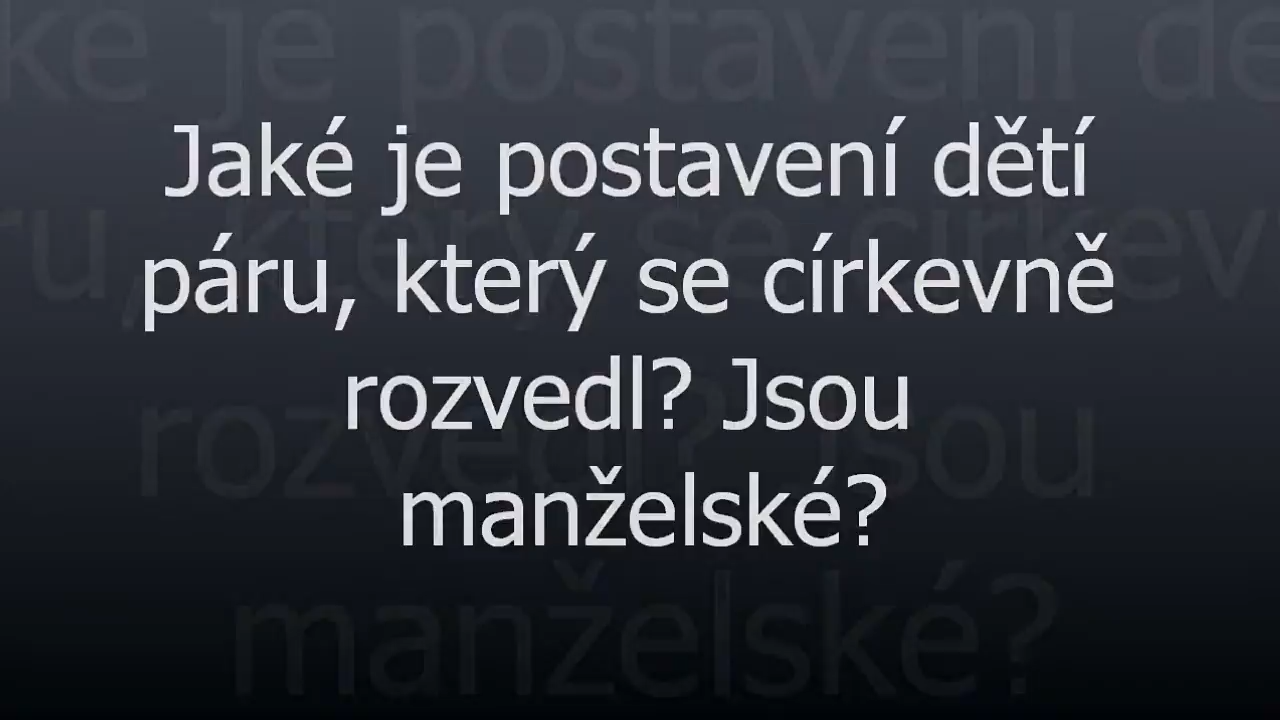 Jaké je postavení dětí
páru, který se církevně
rozvedl? Jsou
manželské?